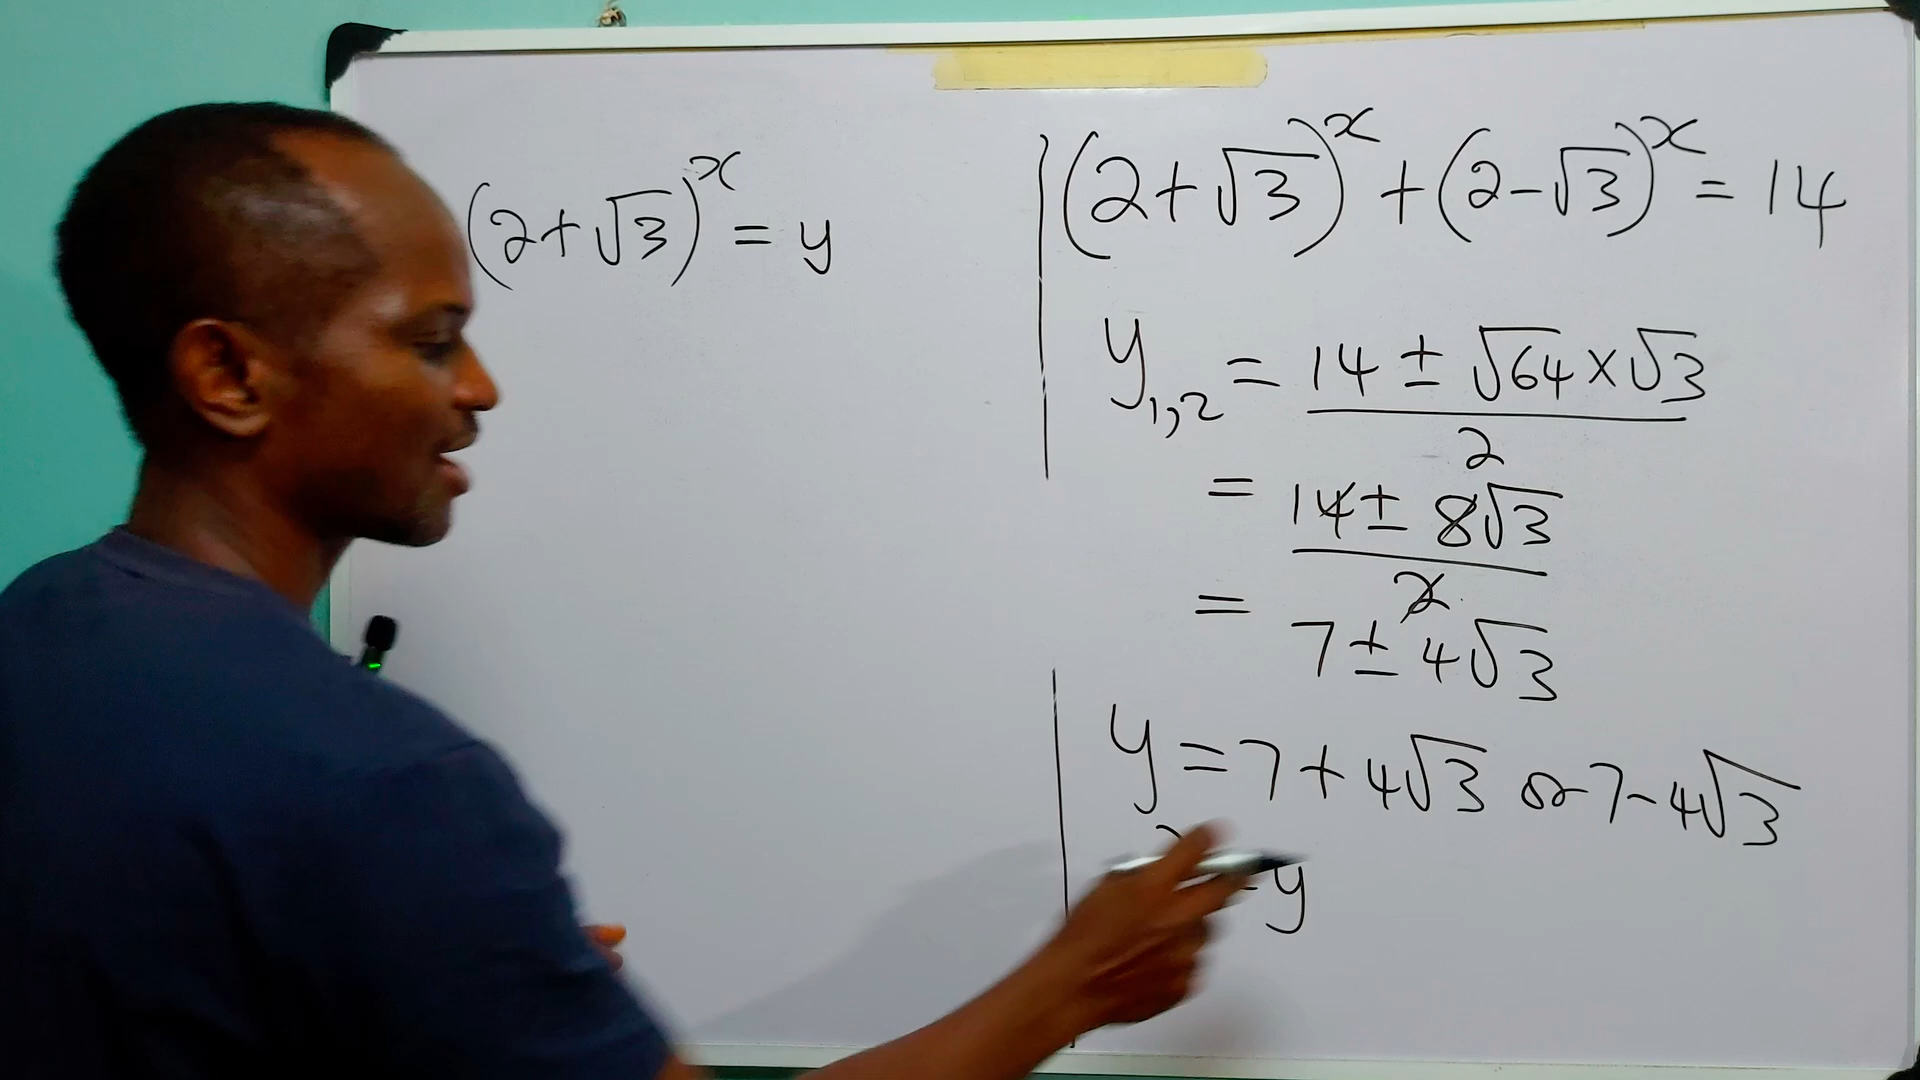 (2+√3)^x = y
(2+√3)^x + (2-√3)^x = 14
y₁,₂ = 14 ± √64 × √3
2
= 14 ± 8√3
2
= 7 ± 4√3
y = 7 + 4√3 or 7 - 4√3
= y